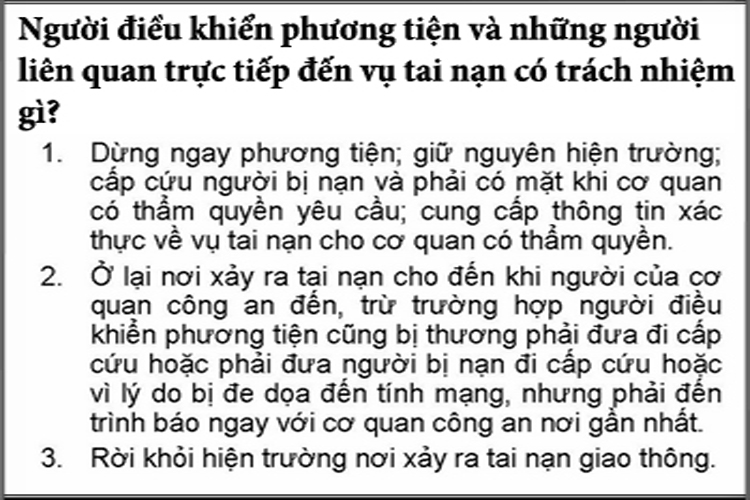 Người điều khiển phương tiện và những người
liên quan trực tiếp đến vụ tai nạn có trách nhiệm
gì?
1. Dừng ngay phương tiện; giữ nguyên hiện trường;
cấp cứu người bị nạn và phải có mặt khi cơ quan
có thẩm quyền yêu cầu; cung cấp thông tin xác
thực về vụ tai nạn cho cơ quan có thẩm quyền.
2. Ở lại nơi xảy ra tai nạn cho đến khi người của cơ
quan công an đến, trừ trường hợp người điều
khiển phương tiện cũng bị thương phải đưa đi cấp
cứu hoặc phải đưa người bị nạn đi cấp cứu hoặc
vì lý do bị đe dọa đến tính mạng, nhưng phải đến
trình báo ngay với cơ quan công an nơi gần nhất.
3. Rời khỏi hiện trường nơi xảy ra tai nạn giao thông.